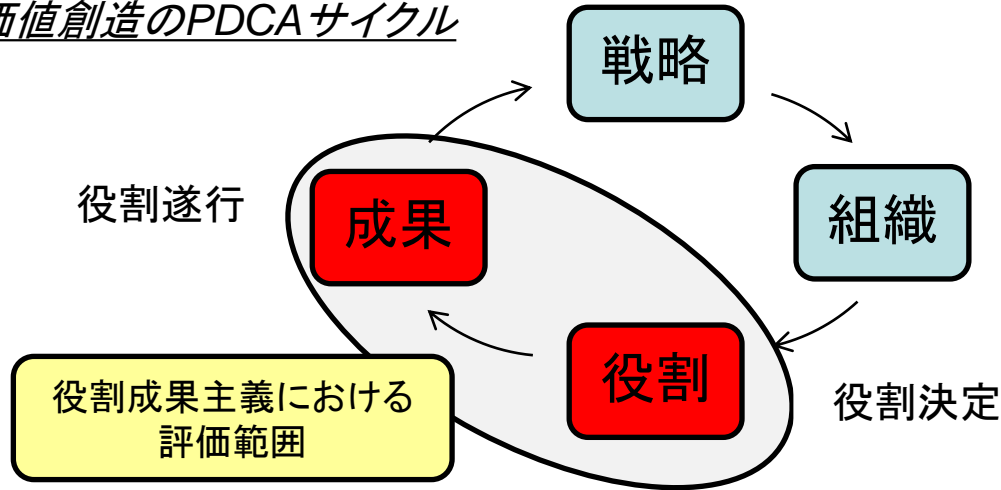 価値創造のPDCAサイクル
戦略
役割遂行
成果
組織
役割
役割決定
役割成果主義における
評価範囲